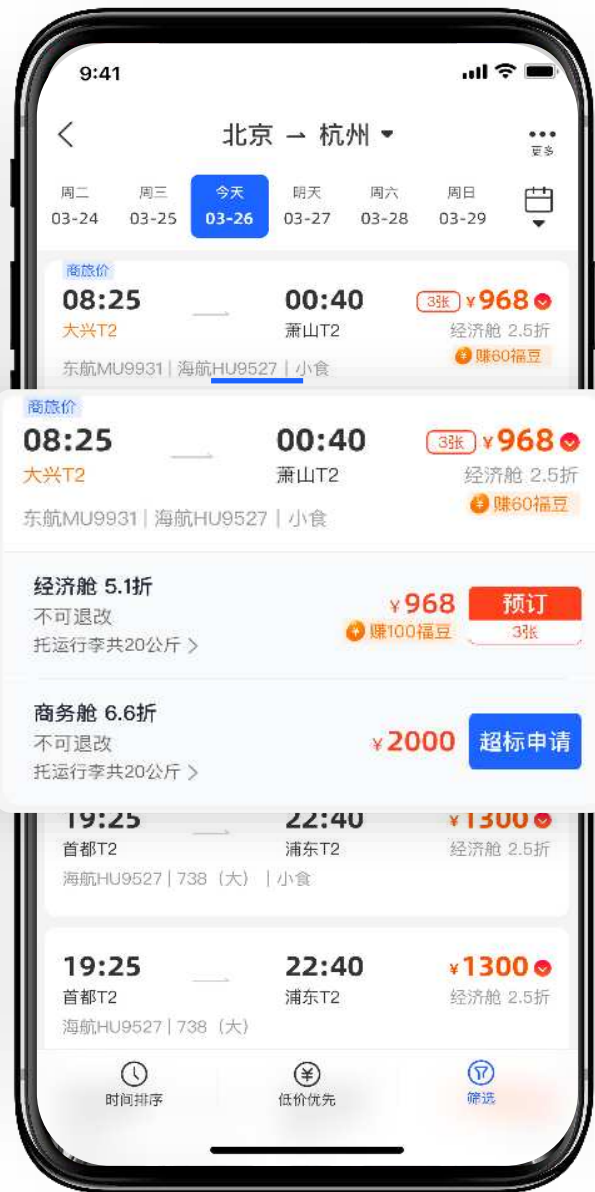 9:41
北京 → 杭州
更多
周二 周三 今天 明天 周六 周日
03-24 03-25 03-26 03-27 03-28 03-29
商旅价
08:25 00:40 3张 ¥968
大兴T2 萧山T2 经济舱 2.5折
东航MU9931 | 海航HU9527 | 小食 赚60福豆
商旅价
08:25 00:40 3张 ¥968
大兴T2 萧山T2 经济舱 2.5折
东航MU9931 | 海航HU9527 | 小食 赚60福豆
经济舱 5.1折
不可退改 ¥968 预订
托运行李共20公斤 > 赚100福豆 3张
商务舱 6.6折
不可退改 ¥2000 超标申请
托运行李共20公斤 >
19:25 22:40 ¥1300
首都T2 浦东T2 经济舱 2.5折
海航HU9527 | 738（大） | 小食
19:25 22:40 ¥1300
首都T2 浦东T2 经济舱 2.5折
海航HU9527 | 738（大）
时间排序 低价优先 筛选